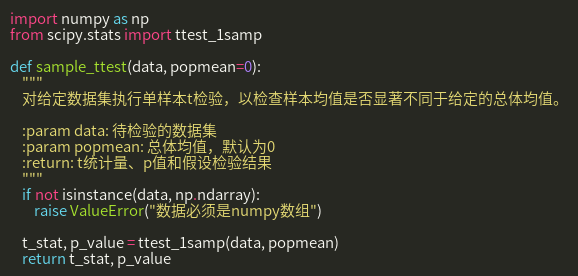 import numpy as np
from scipy.stats import ttest_1samp

def sample_ttest(data, popmean=0):
    """
    对给定数据集执行单样本t检验，以检查样本均值是否显著不同于给定的总体均值。

    :param data: 待检验的数据集
    :param popmean: 总体均值，默认为0
    :return: t统计量、p值和假设检验结果
    """
    if not isinstance(data, np.ndarray):
        raise ValueError("数据必须是numpy数组")

    t_stat, p_value = ttest_1samp(data, popmean)
    return t_stat, p_value